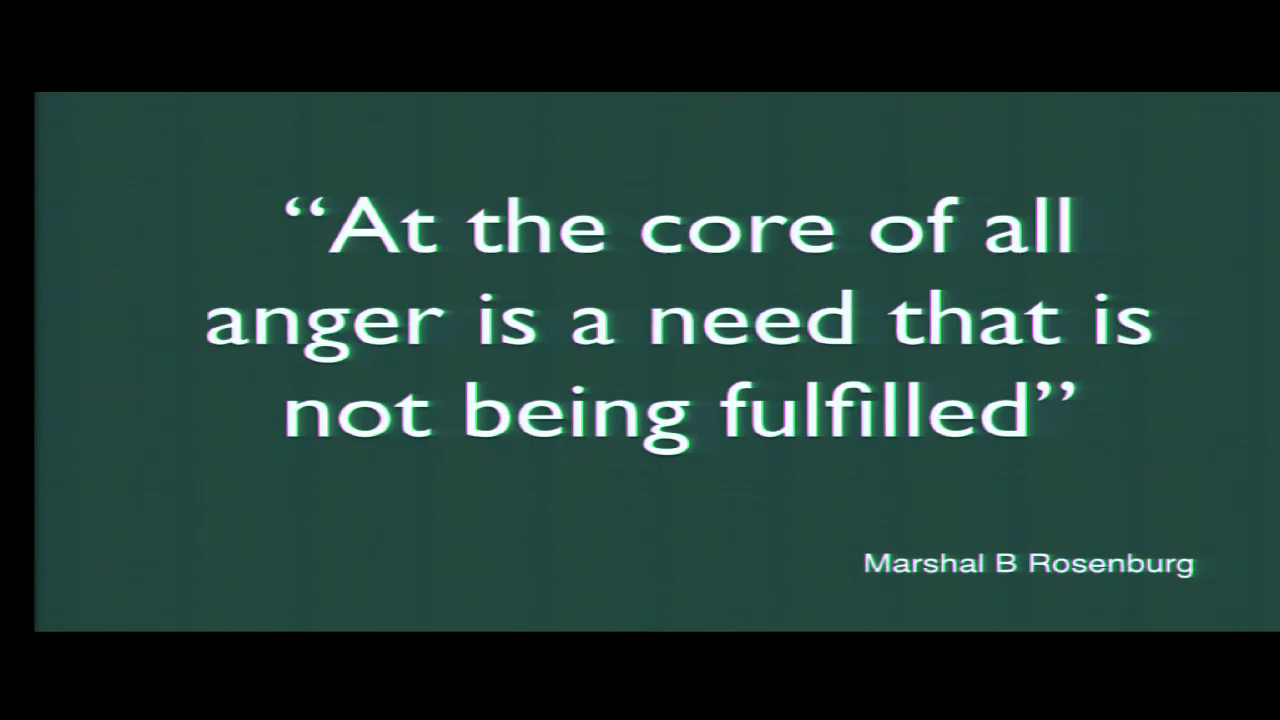 “At the core of all
anger is a need that is
not being fulfilled”
Marshal B Rosenburg